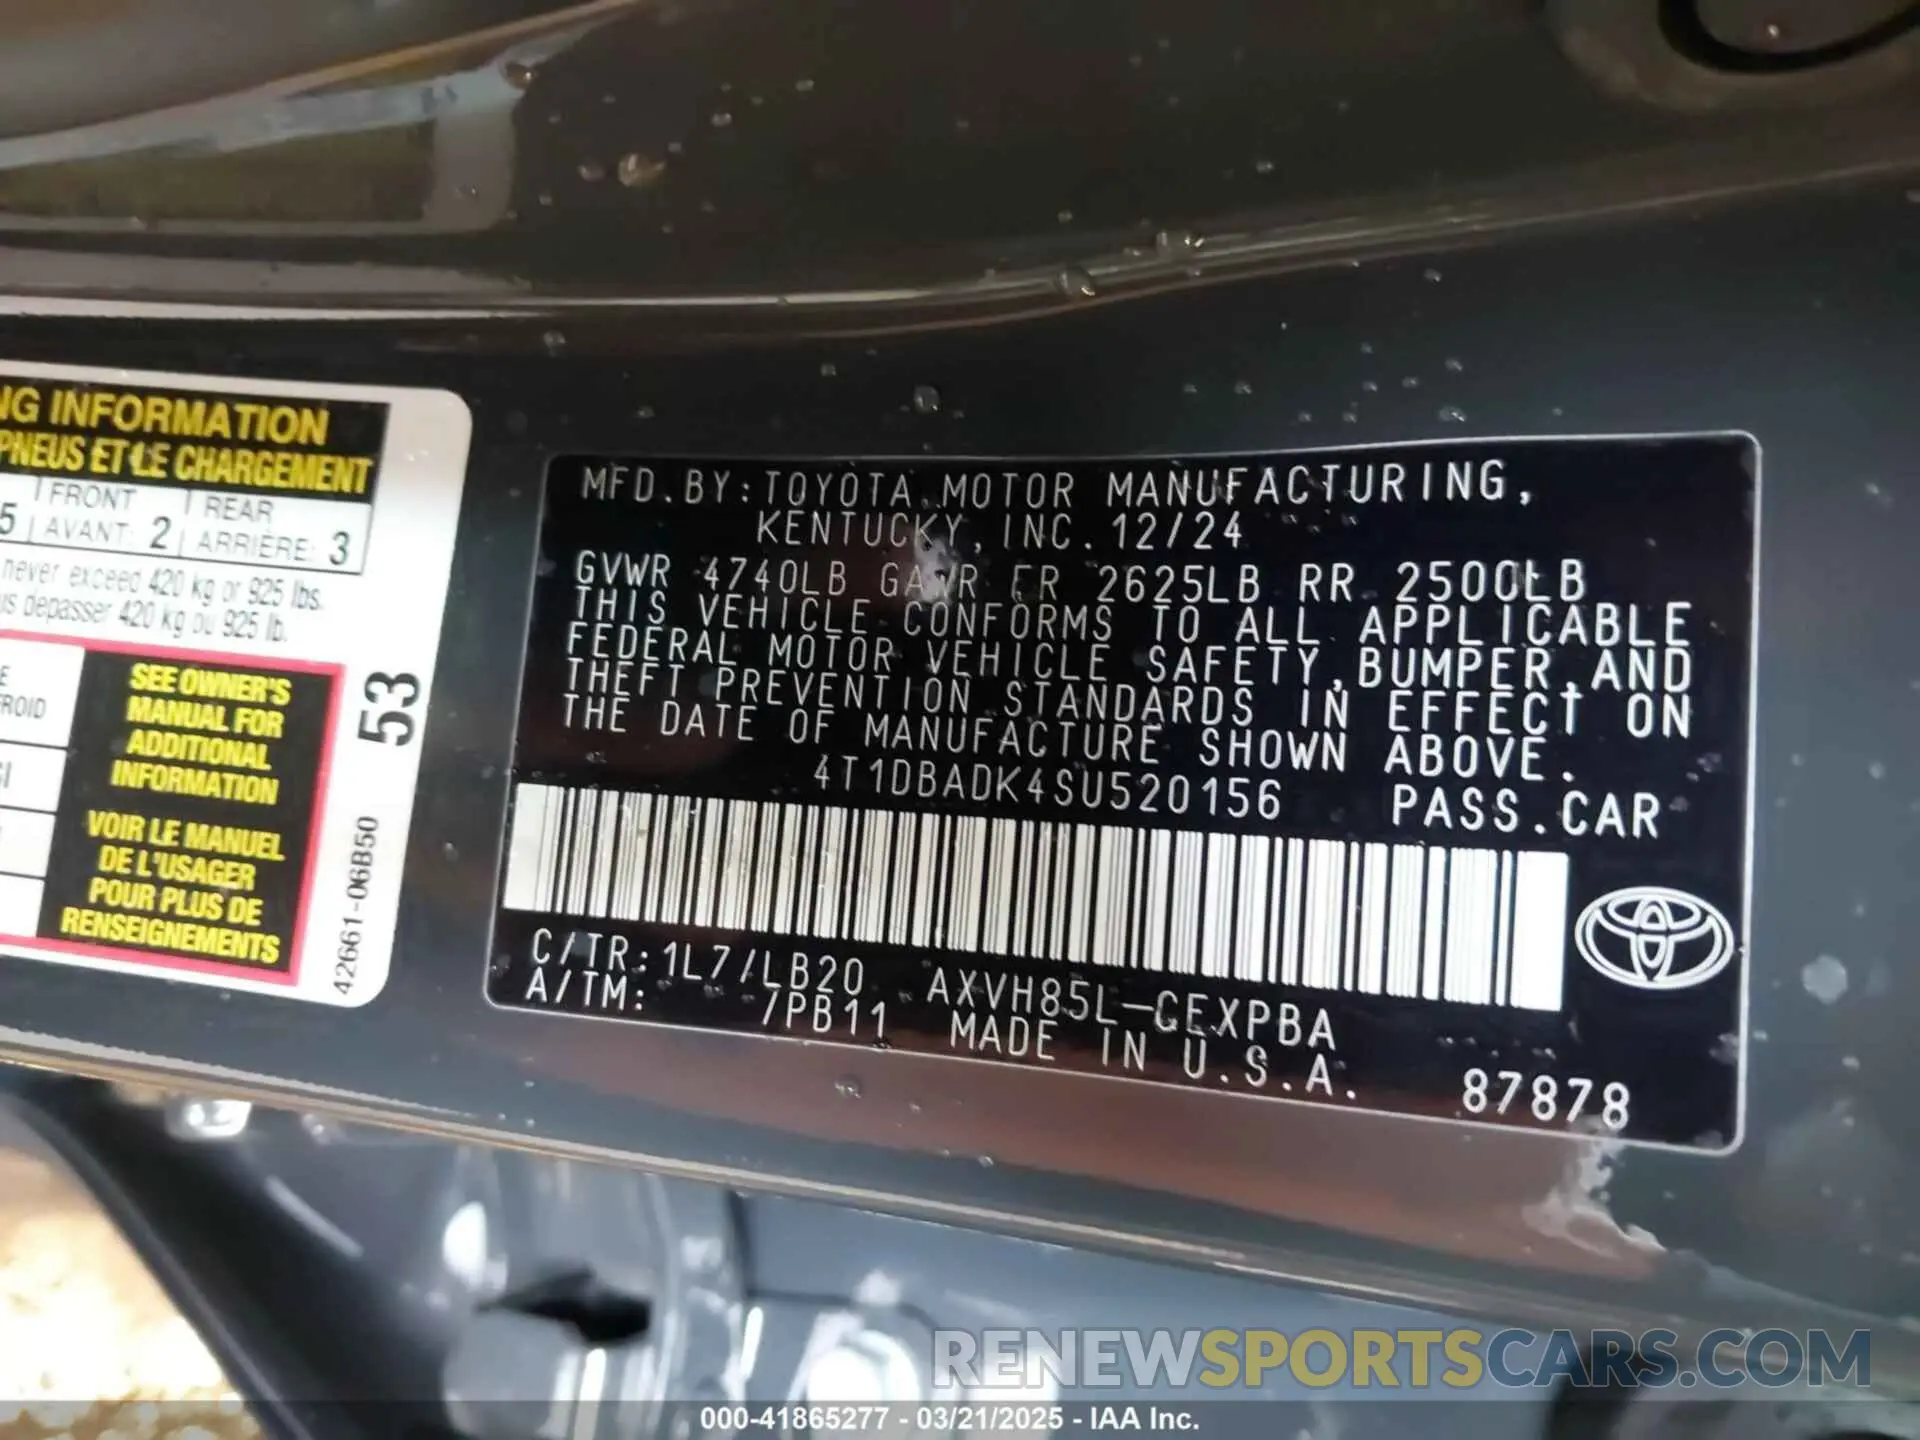 NG INFORMATION
PNEUS ET LE CHARGEMENT
5 | FRONT AVANT: 2 | REAR ARRIÈRE: 3
never exceed 420 kg or 925 lbs.
depasser 420 kg ou 925 lb.
SEE OWNER'S
MANUAL FOR
ADDITIONAL
INFORMATION
VOIR LE MANUEL
DE L'USAGER
POUR PLUS DE
RENSEIGNEMENTS
53
42661-06B50
MFD.BY:TOYOTA MOTOR MANUFACTURING,
KENTUCKY, INC. 12/24
GVWR 4740LB GAWR FR 2625LB RR 2500LB
THIS VEHICLE CONFORMS TO ALL APPLICABLE
FEDERAL MOTOR VEHICLE SAFETY,BUMPER,AND
THEFT PREVENTION STANDARDS IN EFFECT ON
THE DATE OF MANUFACTURE SHOWN ABOVE.
4T1DBADK4SU520156 PASS.CAR
C/TR:1L7/LB20 AXVH85L-CEXPBA
A/TM: /PB11 MADE IN U.S.A.
87878
RENEWSPORTSCARS.COM
000-41865277 - 03/21/2025 - IAA Inc.